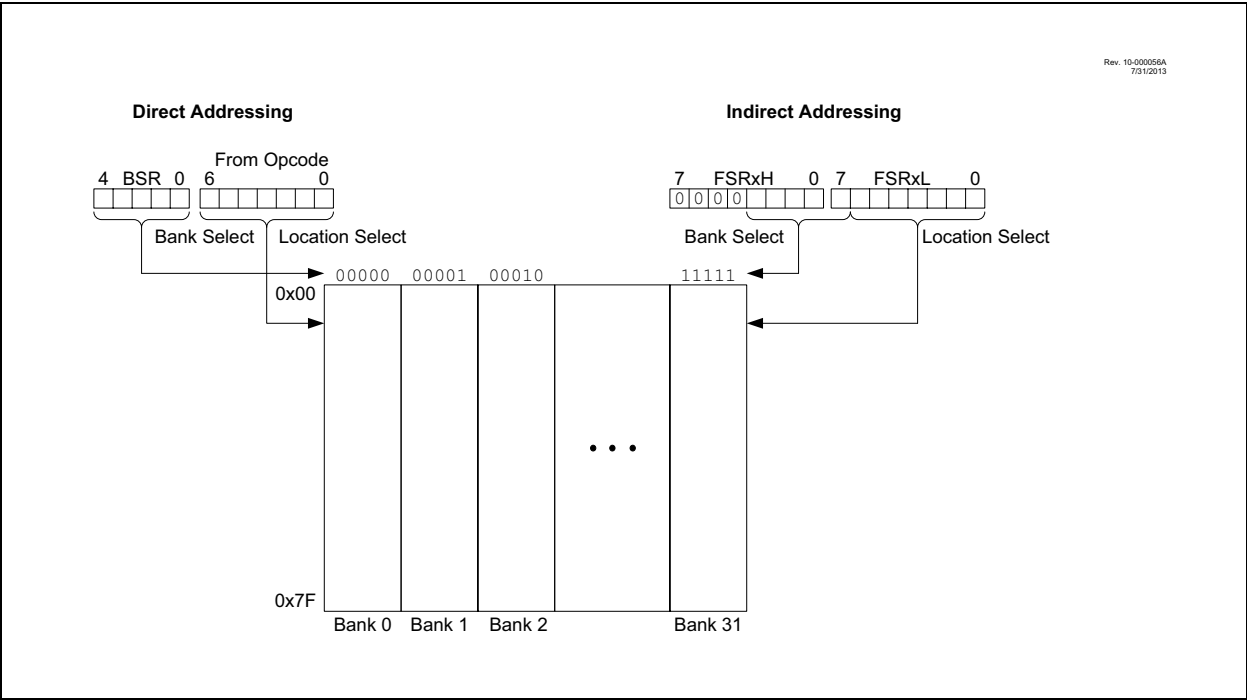 Rev. 10-000056A
7/31/2013
Direct Addressing
Indirect Addressing
From Opcode
4 BSR 0 6 0
7 FSRxH 0 7 FSRxL 0
0 0 0 0
Bank Select Location Select
Bank Select Location Select
00000 00001 00010 11111
0x00
0x7F
Bank 0 Bank 1 Bank 2 Bank 31